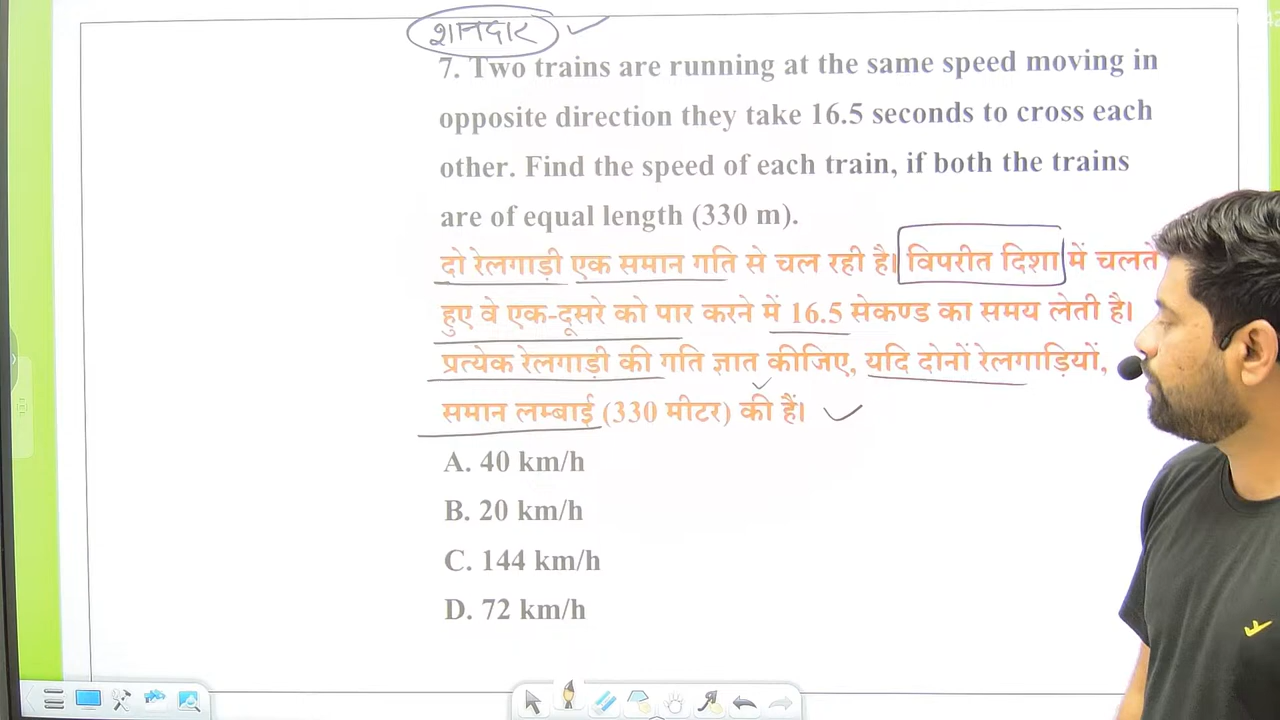 शानदार
7. Two trains are running at the same speed moving in
opposite direction they take 16.5 seconds to cross each
other. Find the speed of each train, if both the trains
are of equal length (330 m).
दो रेलगाड़ी एक समान गति से चल रही है। विपरीत दिशा में चलते
हुए वे एक-दूसरे को पार करने में 16.5 सेकण्ड का समय लेती है।
प्रत्येक रेलगाड़ी की गति ज्ञात कीजिए, यदि दोनों रेलगाड़ियों,
समान लम्बाई (330 मीटर) की हैं।
A. 40 km/h
B. 20 km/h
C. 144 km/h
D. 72 km/h